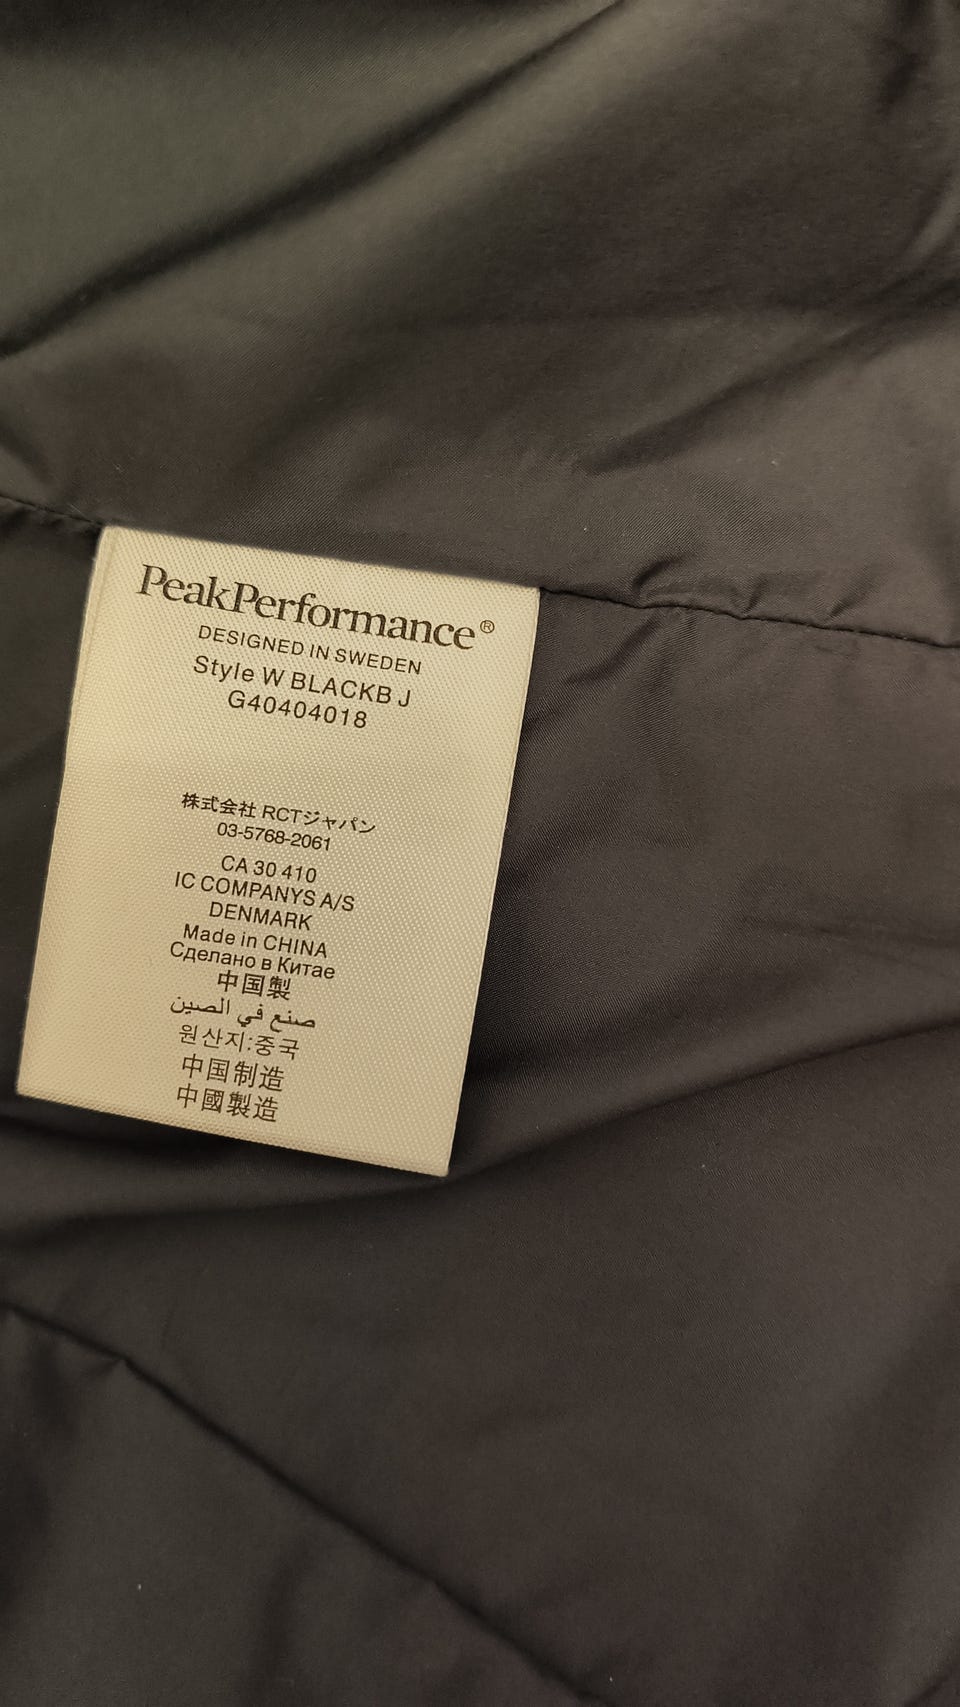 PeakPerformance®
DESIGNED IN SWEDEN
Style W BLACKB J
G40404018
株式会社 RCTジャパン
03-5768-2061
CA 30 410
IC COMPANYS A/S
DENMARK
Made in CHINA
Сделано в Китае
中国製
صنع في الصين
원산지:중국
中国制造
中國製造